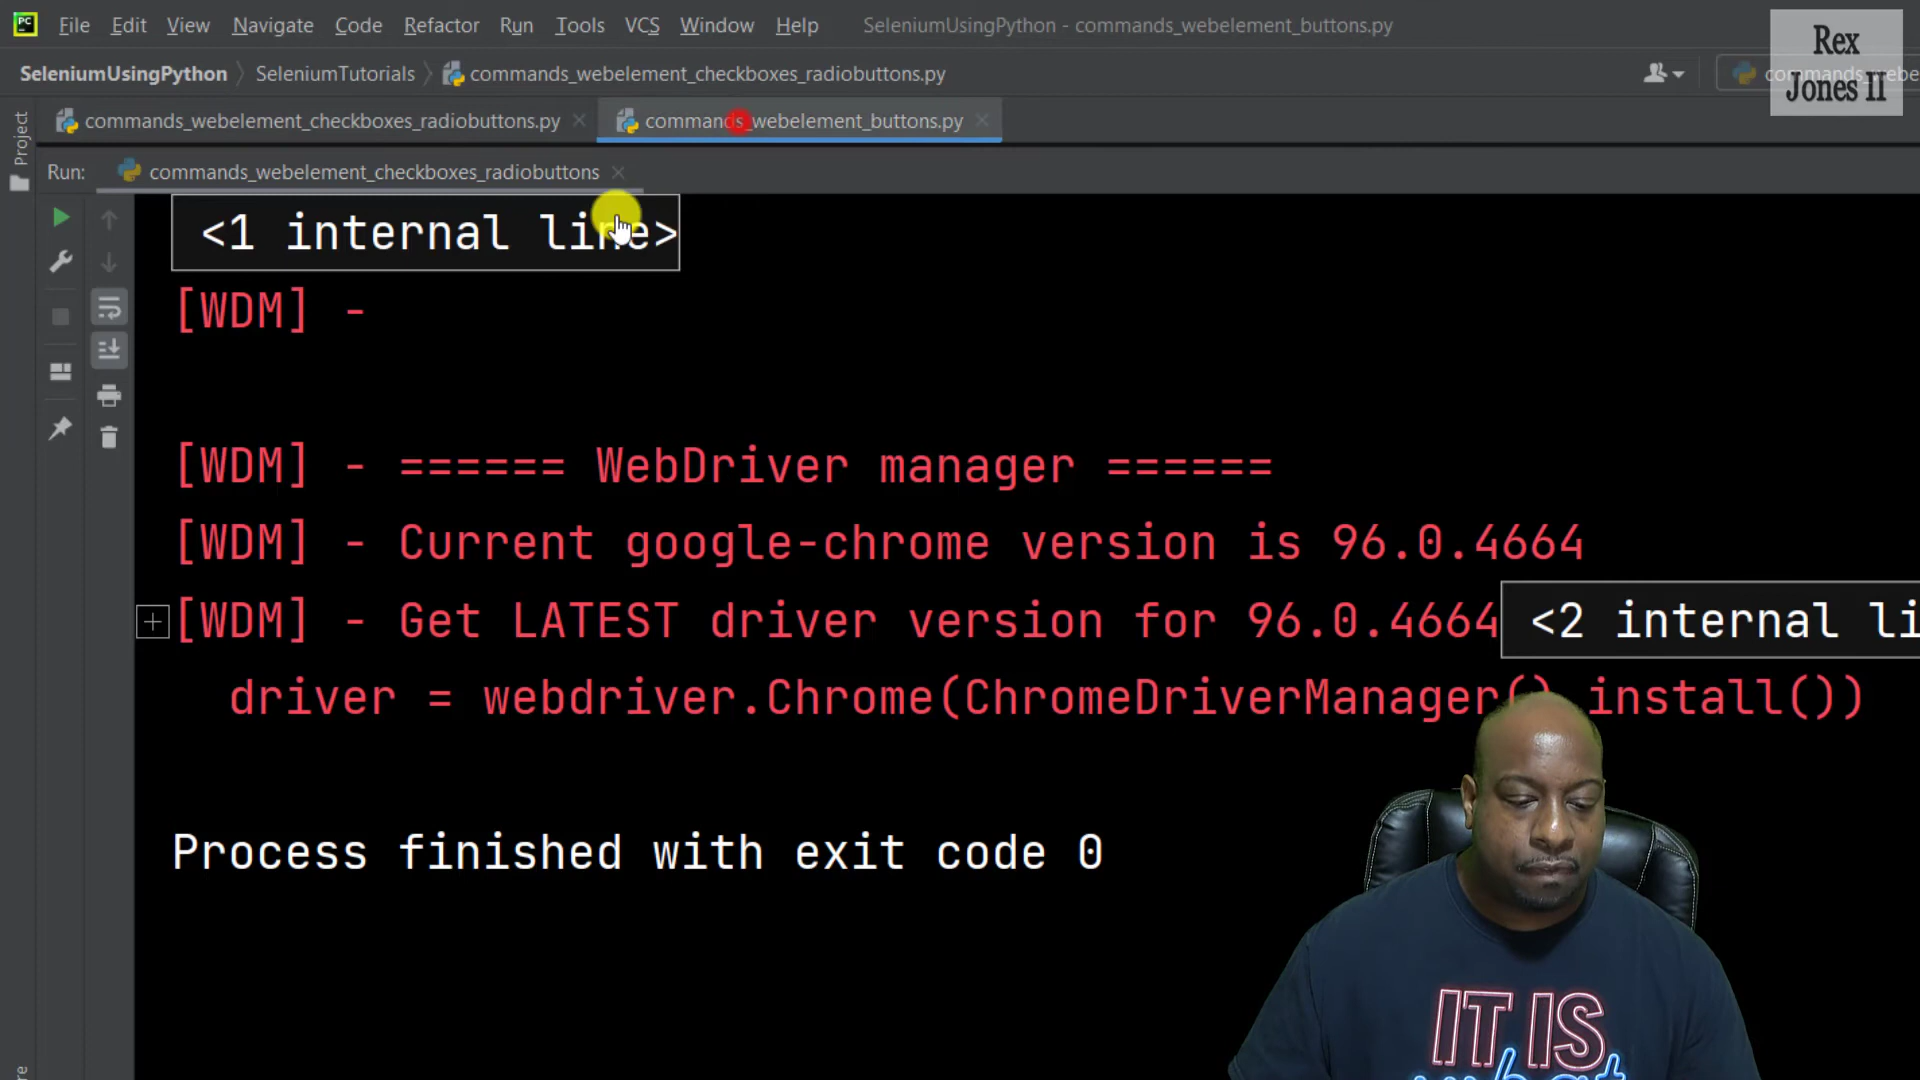 PC
File Edit View Navigate Code Refactor Run Tools VCS Window Help SeleniumUsingPython - commands_webelement_buttons.py
Rex
Jones II
SeleniumUsingPython SeleniumTutorials commands_webelement_checkboxes_radiobuttons.py
commands_webelement_checkboxes_radiobuttons.py commands_webelement_buttons.py
Project
Run: commands_webelement_checkboxes_radiobuttons
<1 internal line>
[WDM] -
[WDM] - ====== WebDriver manager ======
[WDM] - Current google-chrome version is 96.0.4664
[WDM] - Get LATEST driver version for 96.0.4664 <2 internal li
driver = webdriver.Chrome(ChromeDriverManager().install())
Process finished with exit code 0
IT IS
what